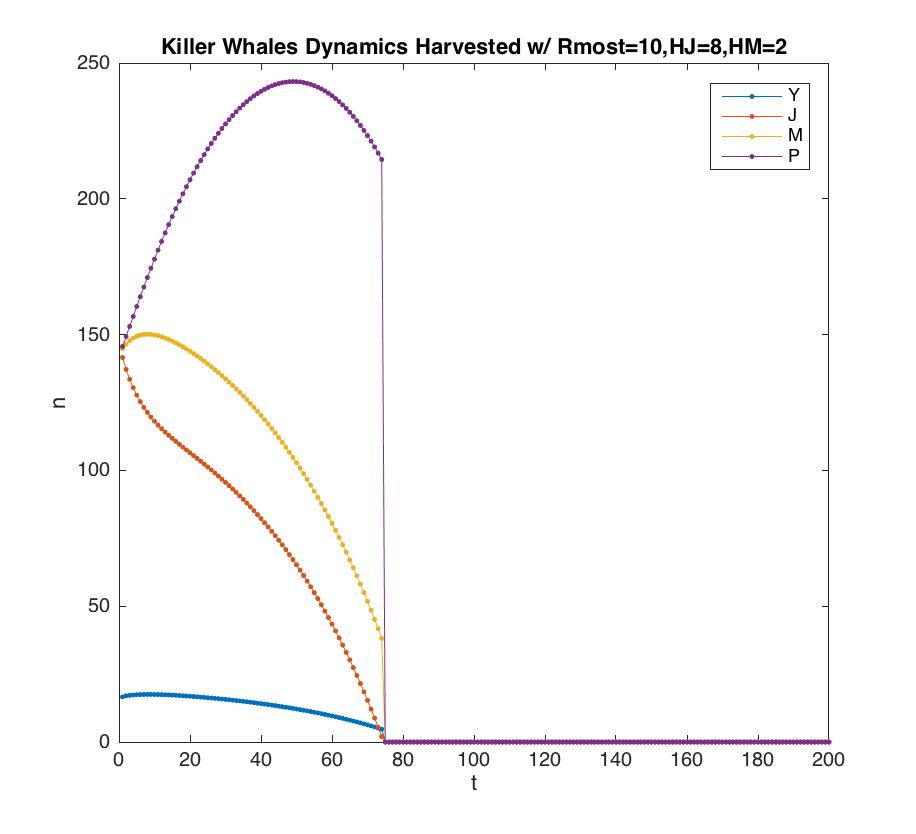 Killer Whales Dynamics Harvested w/ Rmost=10,HJ=8,HM=2
250
200
150
100
50
0
n
Y
J
M
P
0 20 40 60 80 100 120 140 160 180 200
t